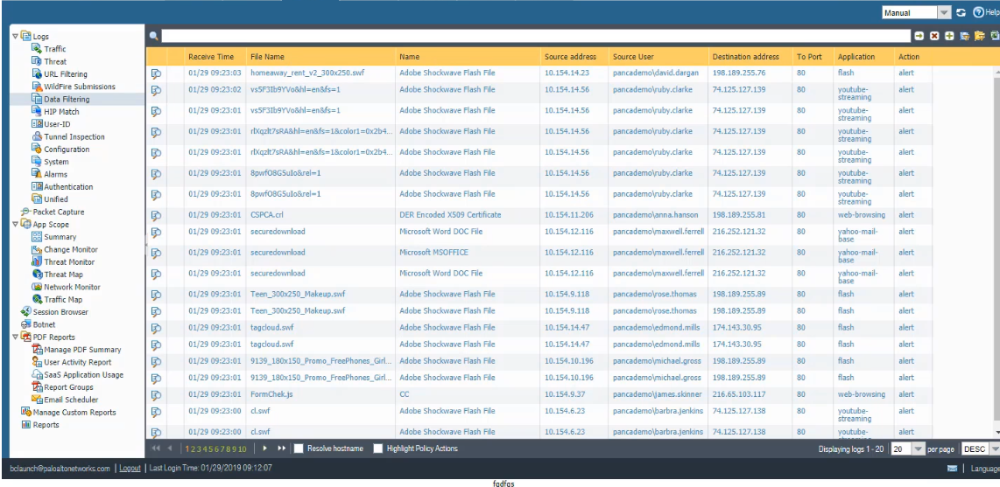 Manual Help
Logs
Traffic
Threat
URL Filtering
WildFire Submissions
Data Filtering
HIP Match
User-ID
Tunnel Inspection
Configuration
System
Alarms
Authentication
Unified
Packet Capture
App Scope
Summary
Change Monitor
Threat Monitor
Threat Map
Network Monitor
Traffic Map
Session Browser
Botnet
PDF Reports
Manage PDF Summary
User Activity Report
SaaS Application Usage
Report Groups
Email Scheduler
Manage Custom Reports
Reports
Receive Time File Name Name Source address Source User Destination address To Port Application Action
01/29 09:23:03 homeaway_rent_v2_300x250.swf Adobe Shockwave Flash File 10.154.14.23 pancademo\david.dargan 198.189.255.76 80 flash alert
01/29 09:23:02 vs5F3Ib9YVo&hl=en&fs=1 Adobe Shockwave Flash File 10.154.14.56 pancademo\ruby.clarke 74.125.127.139 80 youtube-streaming alert
01/29 09:23:01 vs5F3Ib9YVo&hl=en&fs=1 Adobe Shockwave Flash File 10.154.14.56 pancademo\ruby.clarke 74.125.127.139 80 youtube-streaming alert
01/29 09:23:01 rlXqzlt7sRA&hl=en&fs=1&color1=0x2b4... Adobe Shockwave Flash File 10.154.14.56 pancademo\ruby.clarke 74.125.127.139 80 youtube-streaming alert
01/29 09:23:01 rlXqzlt7sRA&hl=en&fs=1&color1=0x2b4... Adobe Shockwave Flash File 10.154.14.56 pancademo\ruby.clarke 74.125.127.139 80 youtube-streaming alert
01/29 09:23:01 8pwfO8G5uIo&rel=1 Adobe Shockwave Flash File 10.154.14.56 pancademo\ruby.clarke 74.125.127.139 80 youtube-streaming alert
01/29 09:23:01 8pwfO8G5uIo&rel=1 Adobe Shockwave Flash File 10.154.14.56 pancademo\ruby.clarke 74.125.127.139 80 youtube-streaming alert
01/29 09:23:01 CSPCA.crl DER Encoded X509 Certificate 10.154.11.206 pancademo\anna.hanson 198.189.255.81 80 web-browsing alert
01/29 09:23:01 securedownload Microsoft Word DOC File 10.154.12.116 pancademo\maxwell.ferrell 216.252.121.32 80 yahoo-mail-base alert
01/29 09:23:01 securedownload Microsoft MSOFFICE 10.154.12.116 pancademo\maxwell.ferrell 216.252.121.32 80 yahoo-mail-base alert
01/29 09:23:01 securedownload Microsoft Word DOC File 10.154.12.116 pancademo\maxwell.ferrell 216.252.121.32 80 yahoo-mail-base alert
01/29 09:23:01 Teen_300x250_Makeup.swf Adobe Shockwave Flash File 10.154.9.118 pancademo\rose.thomas 198.189.255.89 80 flash alert
01/29 09:23:01 Teen_300x250_Makeup.swf Adobe Shockwave Flash File 10.154.9.118 pancademo\rose.thomas 198.189.255.89 80 flash alert
01/29 09:23:01 tagcloud.swf Adobe Shockwave Flash File 10.154.14.47 pancademo\edmond.mills 174.143.30.95 80 flash alert
01/29 09:23:01 tagcloud.swf Adobe Shockwave Flash File 10.154.14.47 pancademo\edmond.mills 174.143.30.95 80 flash alert
01/29 09:23:01 9139_180x150_Promo_FreePhones_Girl... Adobe Shockwave Flash File 10.154.10.196 pancademo\michael.gross 198.189.255.89 80 flash alert
01/29 09:23:01 9139_180x150_Promo_FreePhones_Girl... Adobe Shockwave Flash File 10.154.10.196 pancademo\michael.gross 198.189.255.89 80 flash alert
01/29 09:23:01 FormChek.js CC 10.154.9.37 pancademo\james.skinner 216.65.103.117 80 web-browsing alert
01/29 09:23:00 cl.swf Adobe Shockwave Flash File 10.154.6.23 pancademo\barbra.jenkins 74.125.127.138 80 youtube-streaming alert
01/29 09:23:00 cl.swf Adobe Shockwave Flash File 10.154.6.23 pancademo\barbra.jenkins 74.125.127.138 80 youtube-streaming alert
1 2 3 4 5 6 7 8 9 10 Resolve hostname Highlight Policy Actions Displaying logs 1 - 20 20 per page DESC
bclaunch@paloaltonetworks.com | Logout | Last Login Time: 01/29/2019 09:12:07 | Language
fadfas